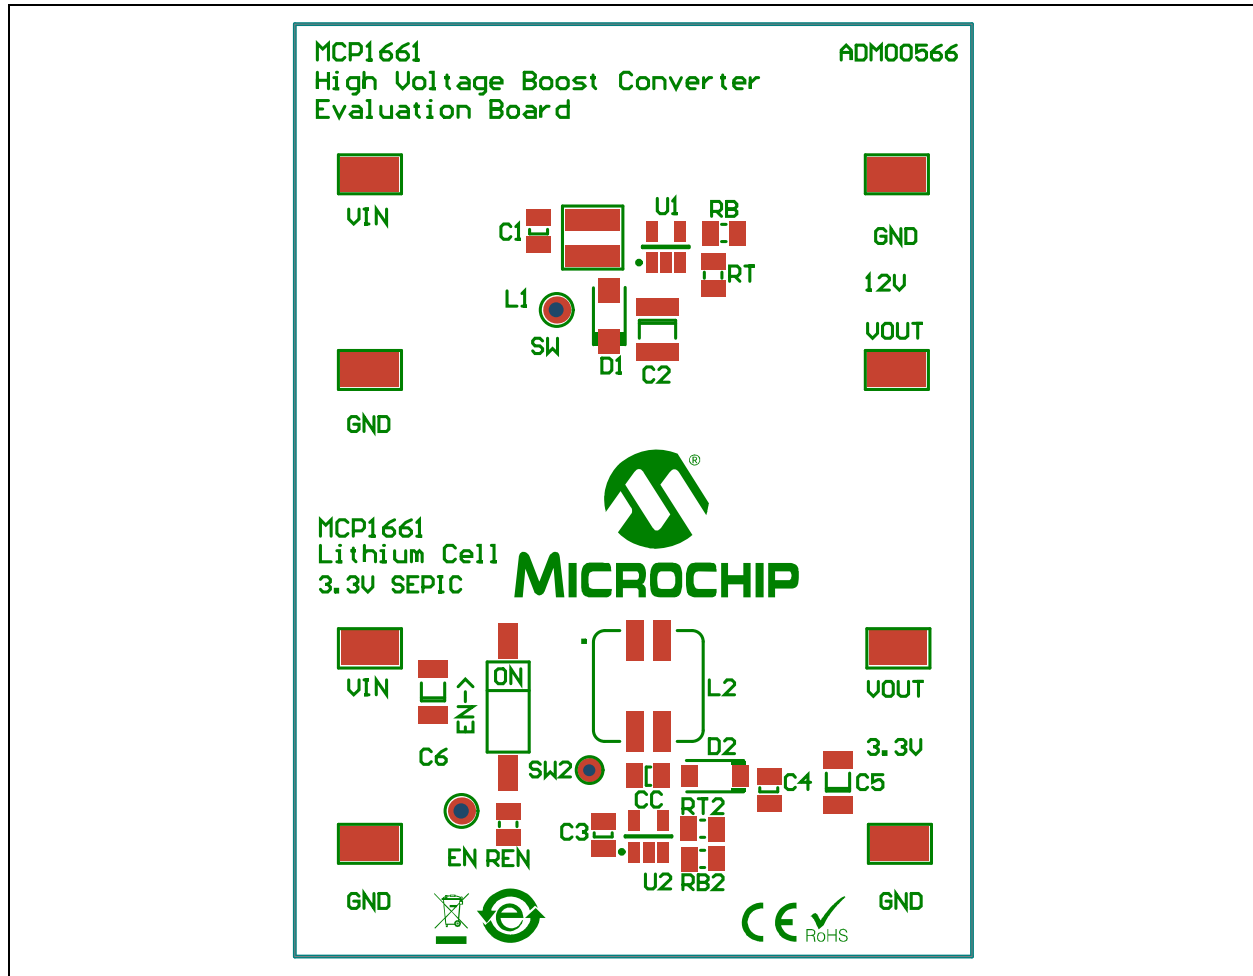 MCP1661
ADM00566
High Voltage Boost Converter
Evaluation Board
VIN
U1
RB
C1
GND
RT
12V
L1
VOUT
SW
D1
C2
GND
®
MCP1661
Lithium Cell
3.3V SEPIC
MICROCHIP
ON
VIN
EN->
L2
VOUT
C6
D2
3.3V
SW2
C4
C5
CC
RT2
C3
EN
REN
U2
RB2
GND
GND
CE
RoHS